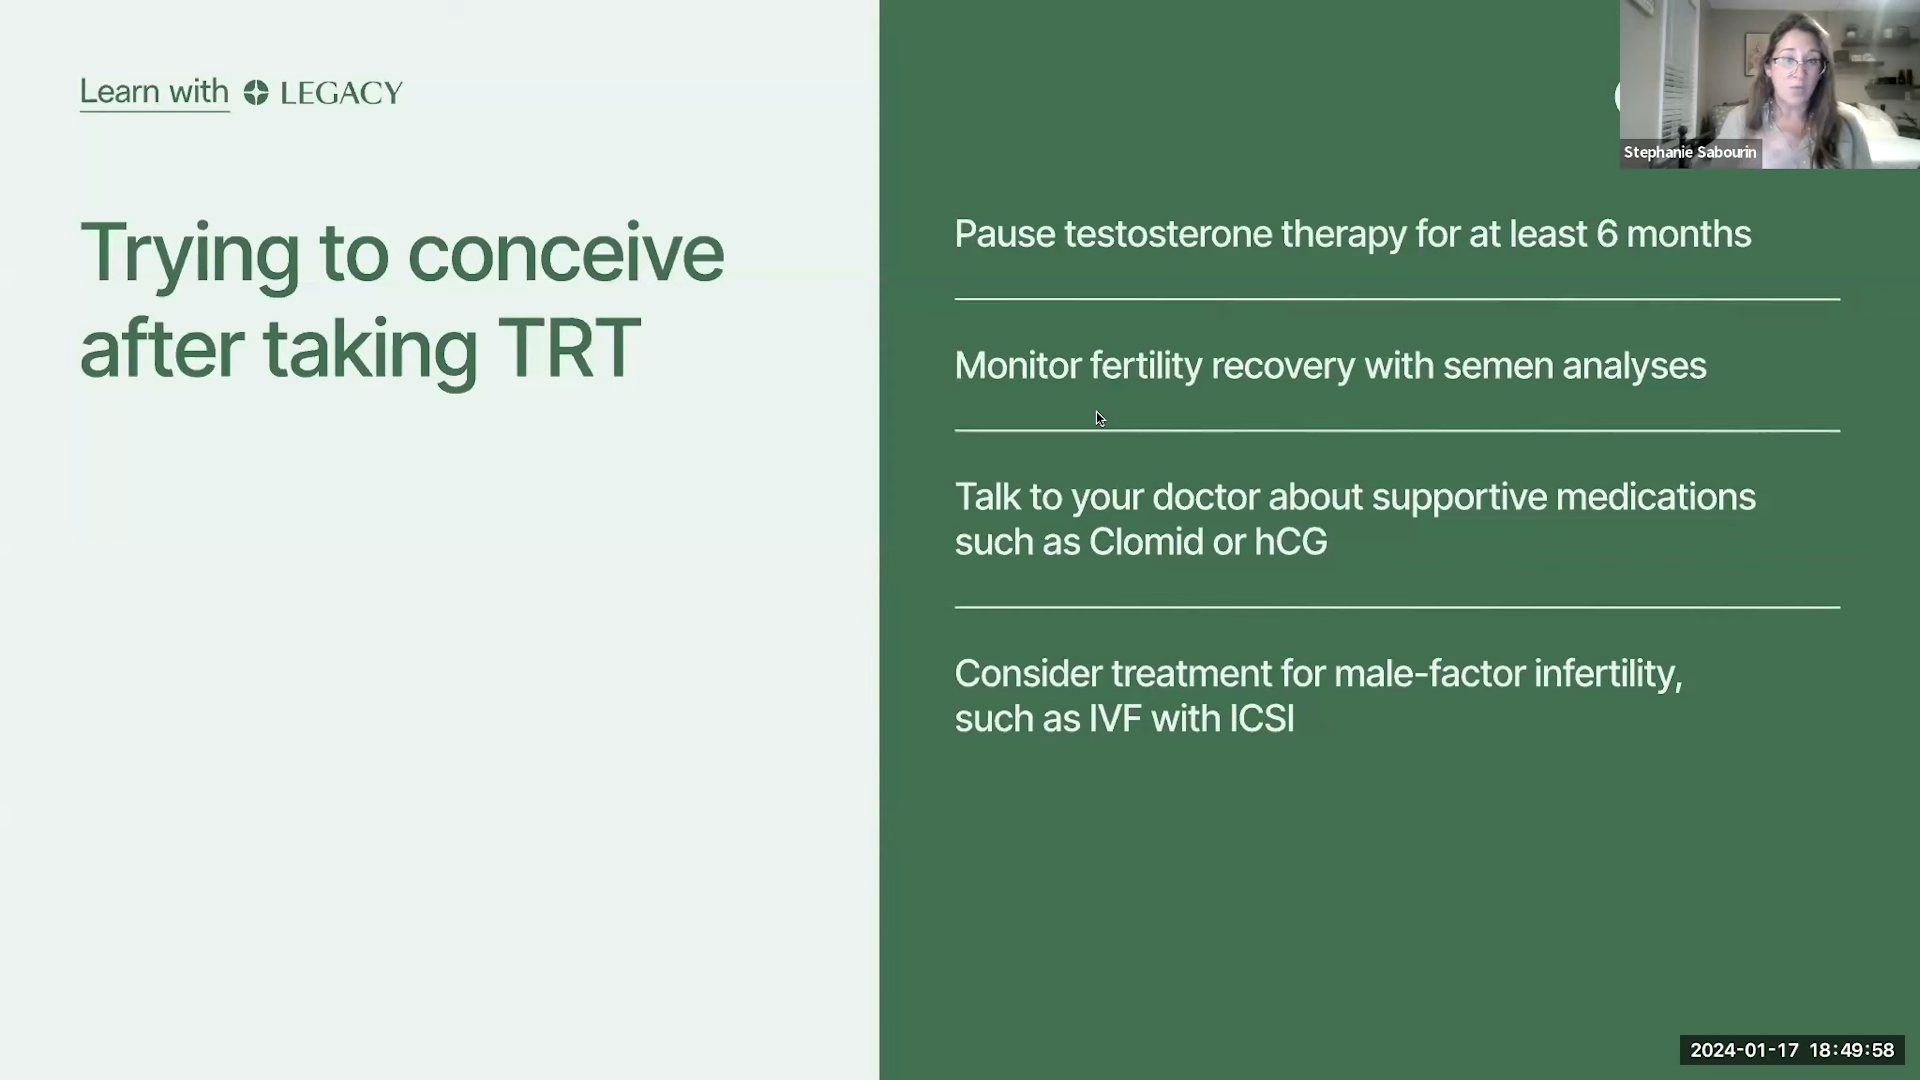 Learn with LEGACY
Stephanie Sabourin
Trying to conceive
after taking TRT
Pause testosterone therapy for at least 6 months
Monitor fertility recovery with semen analyses
Talk to your doctor about supportive medications
such as Clomid or hCG
Consider treatment for male-factor infertility,
such as IVF with ICSI
2024-01-17 18:49:58